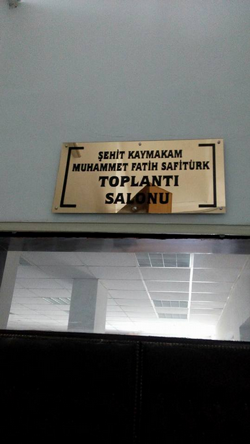 ŞEHİT KAYMAKAM
MUHAMMET FATİH SAFİTÜRK
TOPLANTI
SALONU